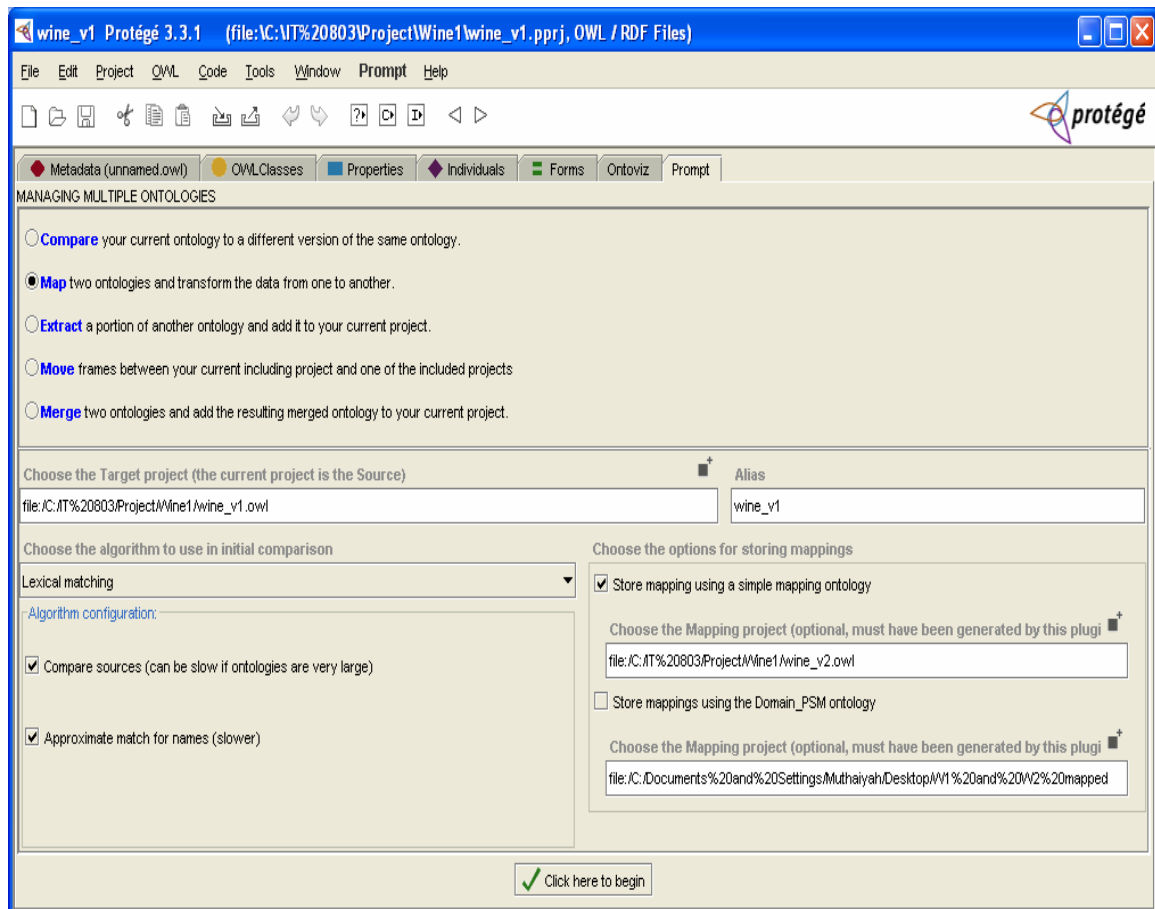 wine_v1 Protégé 3.3.1 (file:\C:\IT%20803\Project\Wine1\wine_v1.pprj, OWL / RDF Files)
File Edit Project OWL Code Tools Window Prompt Help
protégé
Metadata (unnamed.owl) OWLClasses Properties Individuals Forms Ontoviz Prompt
MANAGING MULTIPLE ONTOLOGIES
Compare your current ontology to a different version of the same ontology.
Map two ontologies and transform the data from one to another.
Extract a portion of another ontology and add it to your current project.
Move frames between your current including project and one of the included projects
Merge two ontologies and add the resulting merged ontology to your current project.
Choose the Target project (the current project is the Source) Alias
file:/C:/IT%20803/Project/Wine1/wine_v1.owl wine_v1
Choose the algorithm to use in initial comparison Choose the options for storing mappings
Lexical matching Store mapping using a simple mapping ontology
Algorithm configuration:
Choose the Mapping project (optional, must have been generated by this plugi
Compare sources (can be slow if ontologies are very large) file:/C:/IT%20803/Project/Wine1/wine_v2.owl
Store mappings using the Domain_PSM ontology
Approximate match for names (slower) Choose the Mapping project (optional, must have been generated by this plugi
file:/C:/Documents%20and%20Settings/Muthaiyah/Desktop/W1%20and%20W2%20mapped
Click here to begin